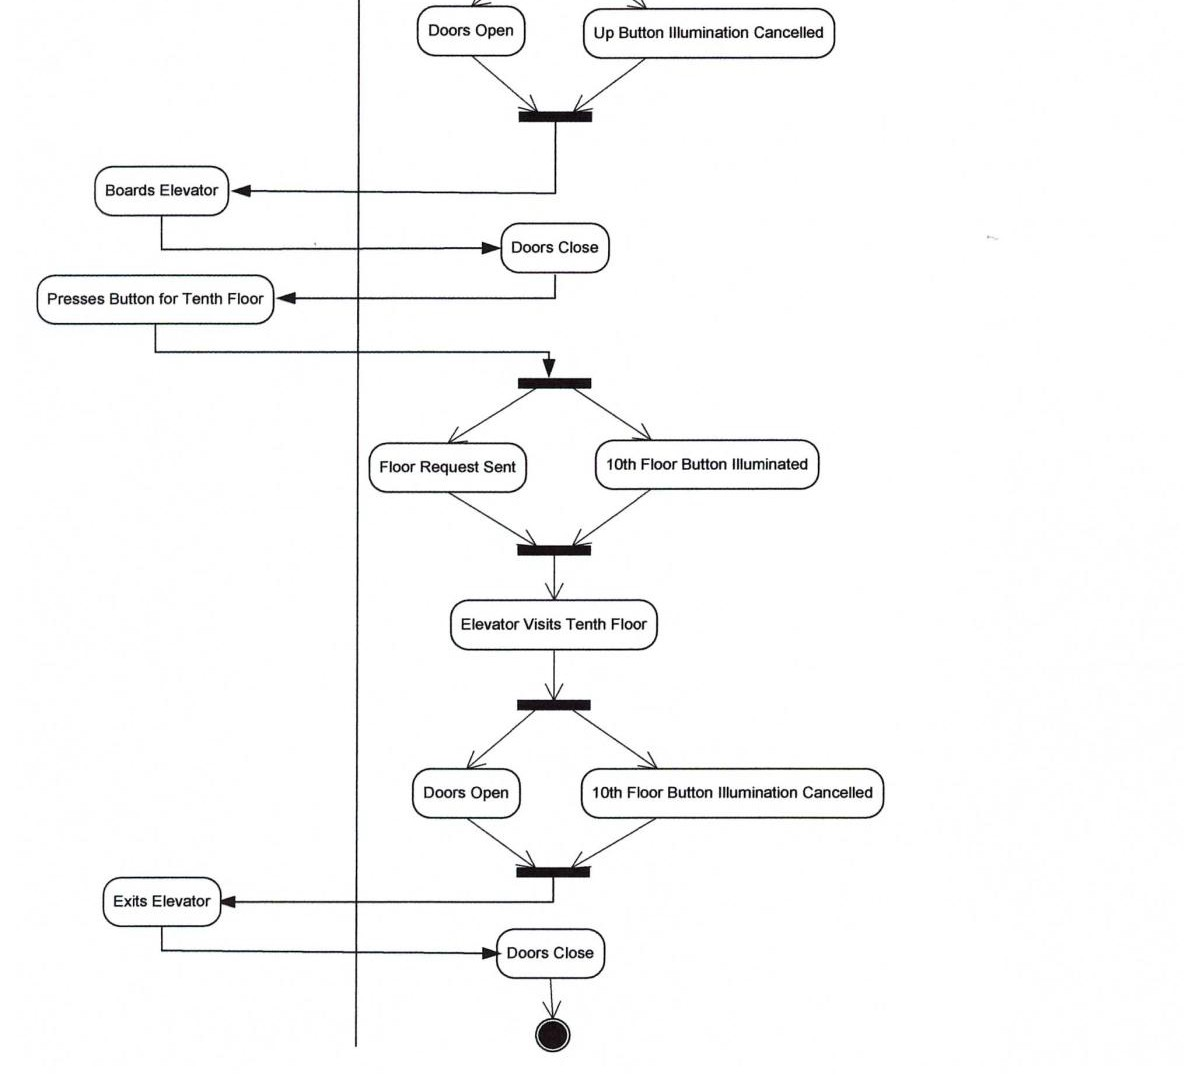 Doors Open
Up Button Illumination Cancelled
Boards Elevator
Doors Close
Presses Button for Tenth Floor
Floor Request Sent
10th Floor Button Illuminated
Elevator Visits Tenth Floor
Doors Open
10th Floor Button Illumination Cancelled
Exits Elevator
Doors Close